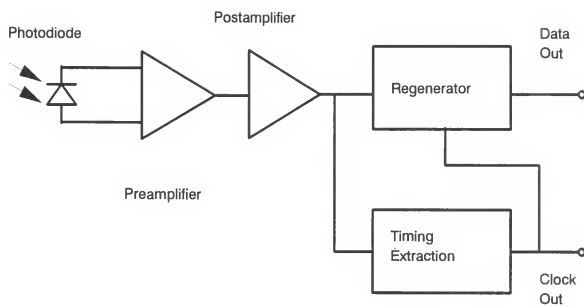 Postamplifier
Photodiode
Data
Out
Regenerator
Preamplifier
Timing
Extraction
Clock
Out